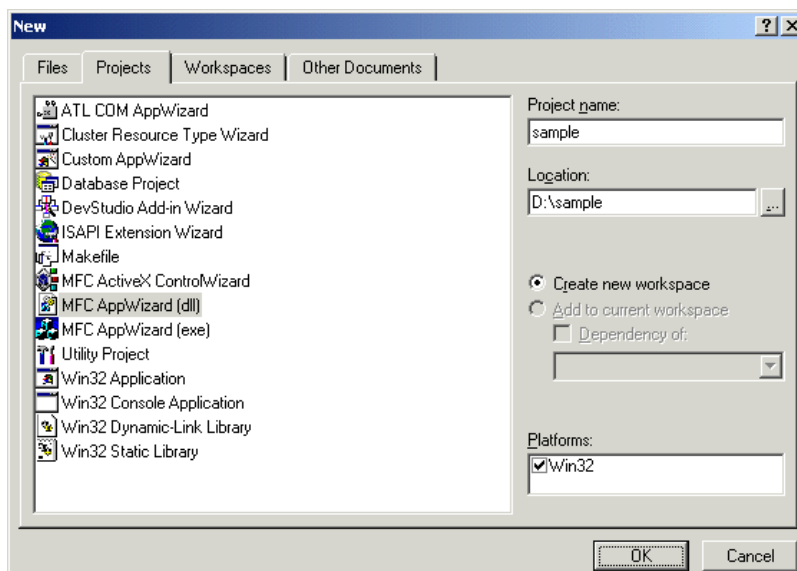 New
Files
Projects
Workspaces
Other Documents
ATL COM AppWizard
Cluster Resource Type Wizard
Custom AppWizard
Database Project
DevStudio Add-in Wizard
ISAPI Extension Wizard
Makefile
MFC ActiveX ControlWizard
MFC AppWizard (dll)
MFC AppWizard (exe)
Utility Project
Win32 Application
Win32 Console Application
Win32 Dynamic-Link Library
Win32 Static Library
Project name:
sample
Location:
D:\sample
...
Create new workspace
Add to current workspace
Dependency of:
Platforms:
Win32
OK
Cancel